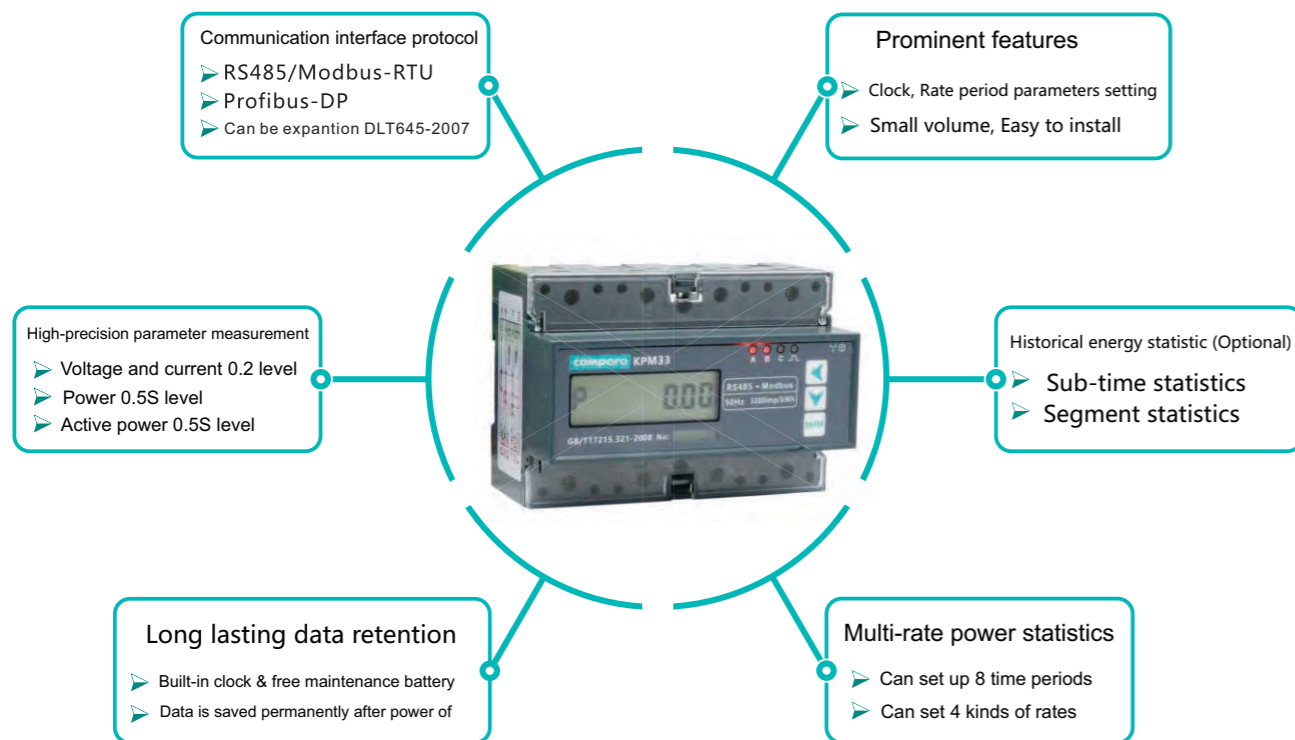 Communication interface protocol
RS485/Modbus-RTU
Profibus-DP
Can be expantion DLT645-2007
Prominent features
Clock, Rate period parameters setting
Small volume, Easy to install
High-precision parameter measurement
Voltage and current 0.2 level
Power 0.5S level
Active power 0.5S level
compere KPM33
A B C
P 0.00
RS485 - Modbus
50Hz 3200imp/kWh
ENTER
GB/T17215.321-2008 No:
Historical energy statistic (Optional)
Sub-time statistics
Segment statistics
Long lasting data retention
Built-in clock & free maintenance battery
Data is saved permanently after power of
Multi-rate power statistics
Can set up 8 time periods
Can set 4 kinds of rates